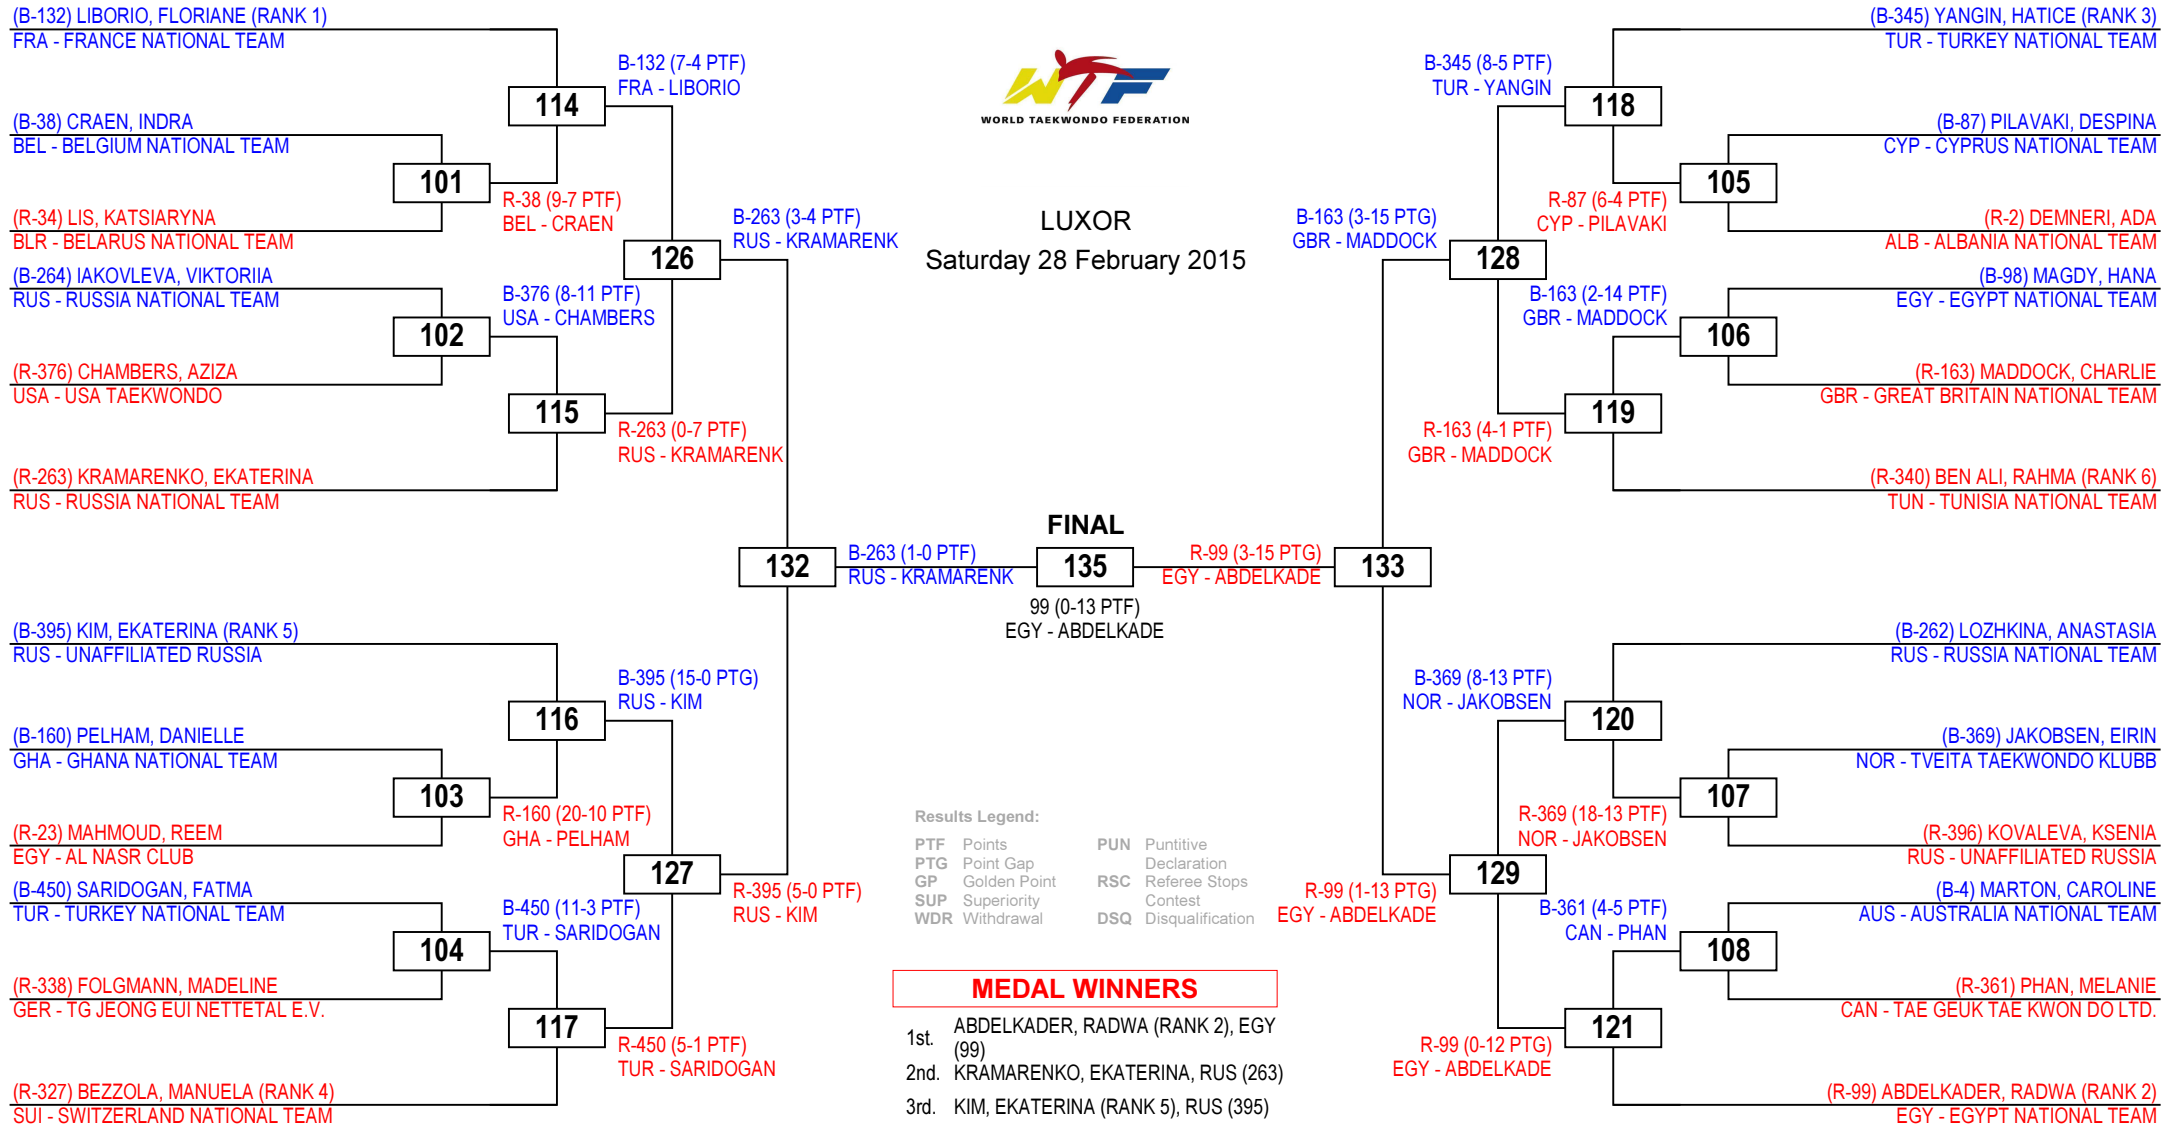 (B-132) LIBORIO, FLORIANE (RANK 1)
FRA - FRANCE NATIONAL TEAM
B-132 (7-4 PTF)
FRA - LIBORIO
114
(B-38) CRAEN, INDRA
BEL - BELGIUM NATIONAL TEAM
101
R-38 (9-7 PTF)
BEL - CRAEN
(R-34) LIS, KATSIARYNA
BLR - BELARUS NATIONAL TEAM
B-263 (3-4 PTF)
RUS - KRAMARENK
126
(B-264) IAKOVLEVA, VIKTORIIA
RUS - RUSSIA NATIONAL TEAM
B-376 (8-11 PTF)
USA - CHAMBERS
102
(R-376) CHAMBERS, AZIZA
USA - USA TAEKWONDO
115
R-263 (0-7 PTF)
RUS - KRAMARENK
(R-263) KRAMARENKO, EKATERINA
RUS - RUSSIA NATIONAL TEAM
132
B-263 (1-0 PTF)
RUS - KRAMARENK
(B-395) KIM, EKATERINA (RANK 5)
RUS - UNAFFILIATED RUSSIA
B-395 (15-0 PTG)
RUS - KIM
116
(B-160) PELHAM, DANIELLE
GHA - GHANA NATIONAL TEAM
103
R-160 (20-10 PTF)
GHA - PELHAM
(R-23) MAHMOUD, REEM
EGY - AL NASR CLUB
127
R-395 (5-0 PTF)
RUS - KIM
(B-450) SARIDOGAN, FATMA
TUR - TURKEY NATIONAL TEAM
B-450 (11-3 PTF)
TUR - SARIDOGAN
104
(R-338) FOLGMANN, MADELINE
GER - TG JEONG EUI NETTETAL E.V.
117
R-450 (5-1 PTF)
TUR - SARIDOGAN
(R-327) BEZZOLA, MANUELA (RANK 4)
SUI - SWITZERLAND NATIONAL TEAM
WTF
WORLD TAEKWONDO FEDERATION
LUXOR
Saturday 28 February 2015
FINAL
135
99 (0-13 PTF)
EGY - ABDELKADE
Results Legend:
PTF Points
PTG Point Gap
GP Golden Point
SUP Superiority
WDR Withdrawal
PUN Puntitive
Declaration
RSC Referee Stops
Contest
DSQ Disqualification
MEDAL WINNERS
1st. ABDELKADER, RADWA (RANK 2), EGY
(99)
2nd. KRAMARENKO, EKATERINA, RUS (263)
3rd. KIM, EKATERINA (RANK 5), RUS (395)
(B-345) YANGIN, HATICE (RANK 3)
TUR - TURKEY NATIONAL TEAM
B-345 (8-5 PTF)
TUR - YANGIN
118
(B-87) PILAVAKI, DESPINA
CYP - CYPRUS NATIONAL TEAM
105
R-87 (6-4 PTF)
CYP - PILAVAKI
(R-2) DEMNERI, ADA
ALB - ALBANIA NATIONAL TEAM
B-163 (3-15 PTG)
GBR - MADDOCK
128
(B-98) MAGDY, HANA
EGY - EGYPT NATIONAL TEAM
B-163 (2-14 PTF)
GBR - MADDOCK
106
(R-163) MADDOCK, CHARLIE
GBR - GREAT BRITAIN NATIONAL TEAM
119
R-163 (4-1 PTF)
GBR - MADDOCK
(R-340) BEN ALI, RAHMA (RANK 6)
TUN - TUNISIA NATIONAL TEAM
R-99 (3-15 PTG)
EGY - ABDELKADE
133
(B-262) LOZHKINA, ANASTASIA
RUS - RUSSIA NATIONAL TEAM
B-369 (8-13 PTF)
NOR - JAKOBSEN
120
(B-369) JAKOBSEN, EIRIN
NOR - TVEITA TAEKWONDO KLUBB
107
R-369 (18-13 PTF)
NOR - JAKOBSEN
(R-396) KOVALEVA, KSENIA
RUS - UNAFFILIATED RUSSIA
129
R-99 (1-13 PTG)
EGY - ABDELKADE
(B-4) MARTON, CAROLINE
AUS - AUSTRALIA NATIONAL TEAM
B-361 (4-5 PTF)
CAN - PHAN
108
(R-361) PHAN, MELANIE
CAN - TAE GEUK TAE KWON DO LTD.
121
R-99 (0-12 PTG)
EGY - ABDELKADE
(R-99) ABDELKADER, RADWA (RANK 2)
EGY - EGYPT NATIONAL TEAM